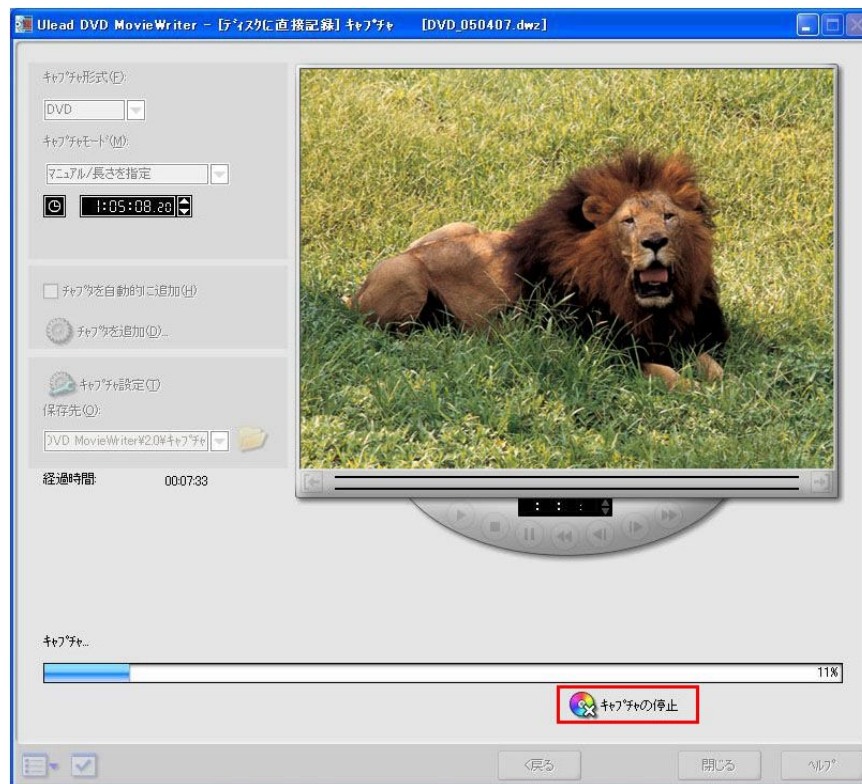 Ulead DVD MovieWriter - [ディスクに直接記録] キャプチャ [DVD_050407.dwz]
キャプチャ形式(F):
DVD
キャプチャモード(M):
マニュアル/長さを指定
1:05:08.20
チャプタを自動的に追加(H)
チャプタを追加(D)...
キャプチャ設定(T)
保存先(O):
DVD MovieWriter¥2.0¥キャプチャ
経過時間: 00:07:33
キャプチャ...
11%
キャプチャの停止
<戻る 閉じる ヘルプ